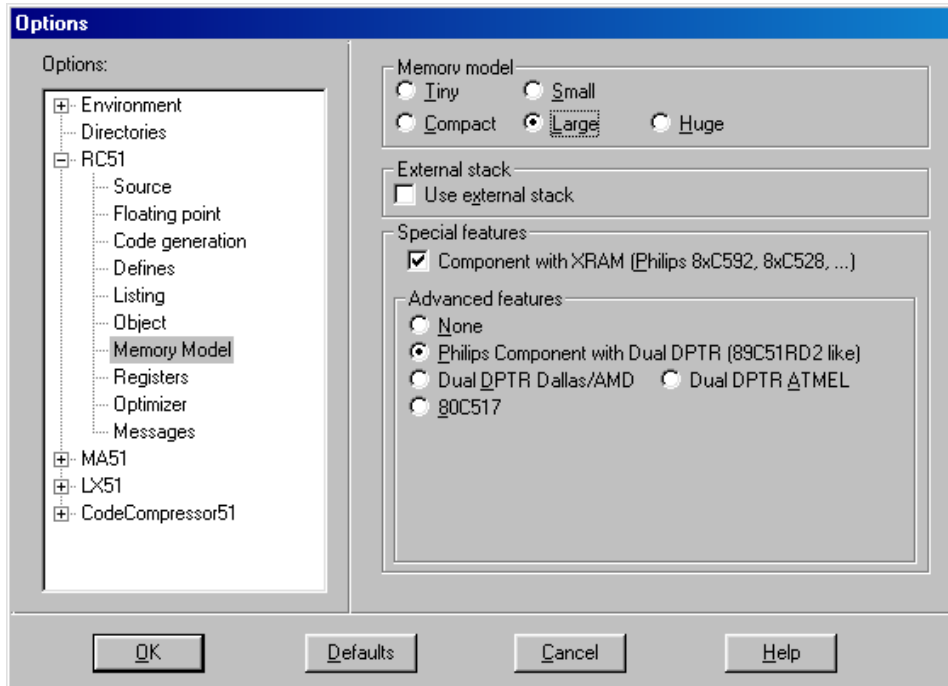 Options
Options:
Environment
Directories
RC51
Source
Floating point
Code generation
Defines
Listing
Object
Memory Model
Registers
Optimizer
Messages
MA51
LX51
CodeCompressor51
Memory model
Tiny Small
Compact Large Huge
External stack
Use external stack
Special features
Component with XRAM (Philips 8xC592, 8xC528, ...)
Advanced features
None
Philips Component with Dual DPTR (89C51RD2 like)
Dual DPTR Dallas/AMD Dual DPTR ATMEL
80C517
OK Defaults Cancel Help